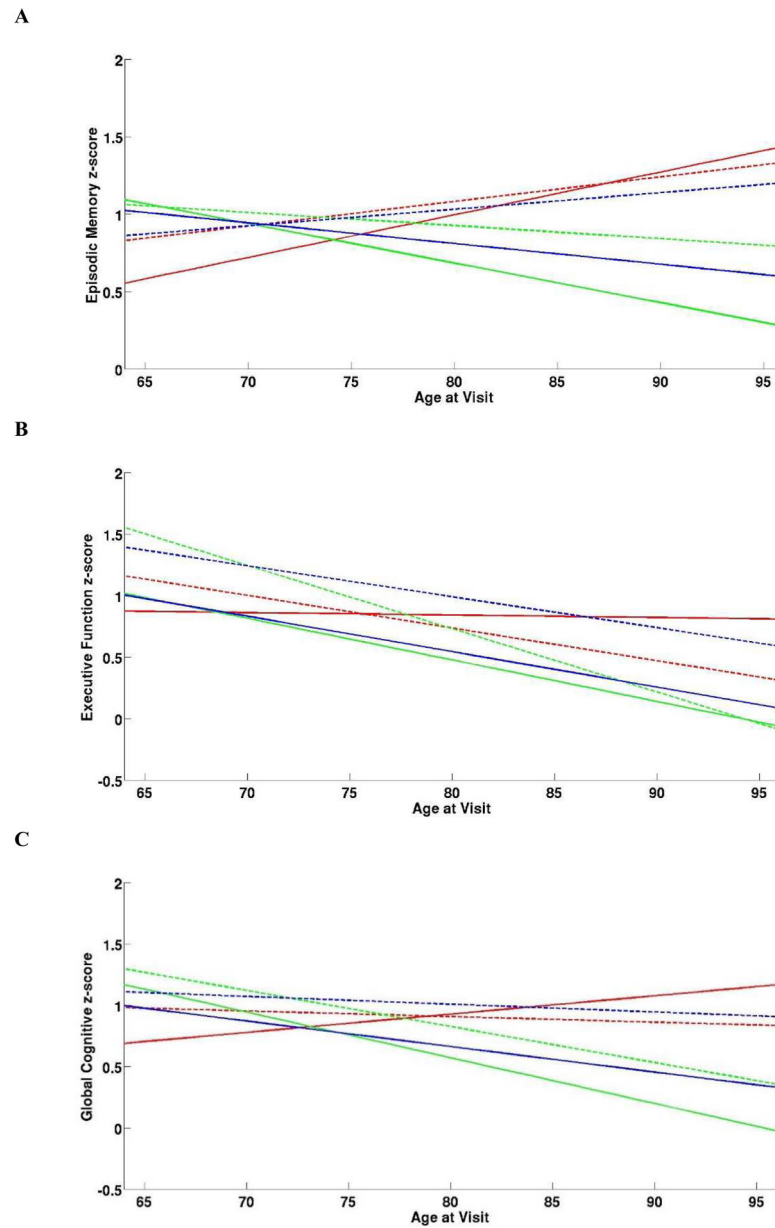 A
2
1.5
1
0.5
0
Episodic Memory z-score
65 70 75 80 85 90 95
Age at Visit
B
2
1.5
1
0.5
0
-0.5
Executive Function z-score
65 70 75 80 85 90 95
Age at Visit
C
2
1.5
1
0.5
0
-0.5
Global Cognitive z-score
65 70 75 80 85 90 95
Age at Visit